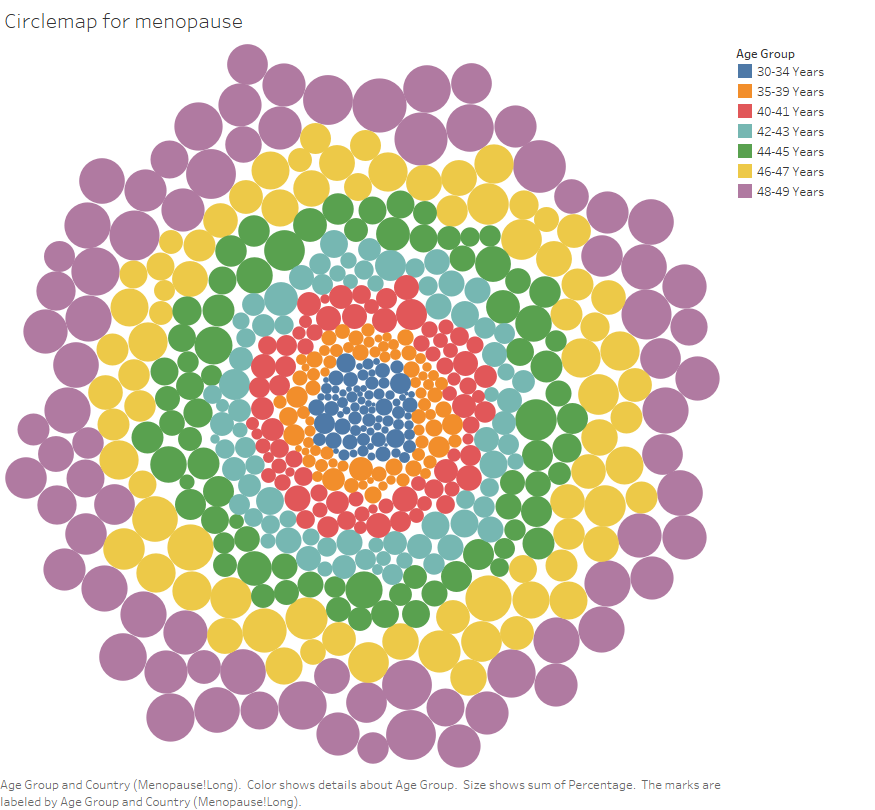 Circlemap for menopause
Age Group
30-34 Years
35-39 Years
40-41 Years
42-43 Years
44-45 Years
46-47 Years
48-49 Years
Age Group and Country (Menopause!Long).  Color shows details about Age Group.  Size shows sum of Percentage.  The marks are
labeled by Age Group and Country (Menopause!Long).